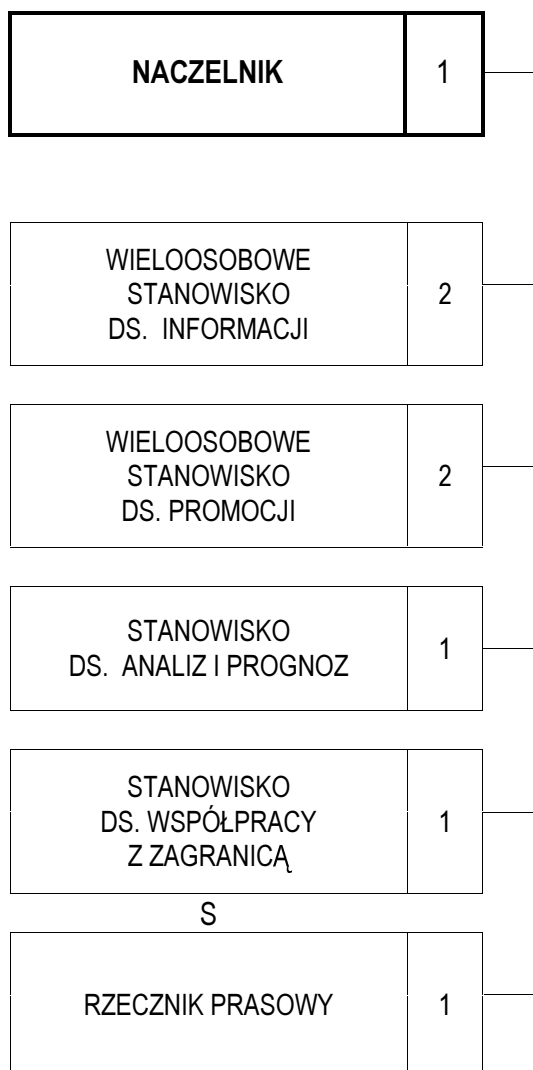 NACZELNIK 1
WIELOOSOBOWE
STANOWISKO 2
DS. INFORMACJI
WIELOOSOBOWE
STANOWISKO 2
DS. PROMOCJI
STANOWISKO
DS. ANALIZ I PROGNOZ 1
STANOWISKO
DS. WSPÓŁPRACY 1
Z ZAGRANICĄ
S
RZECZNIK PRASOWY 1